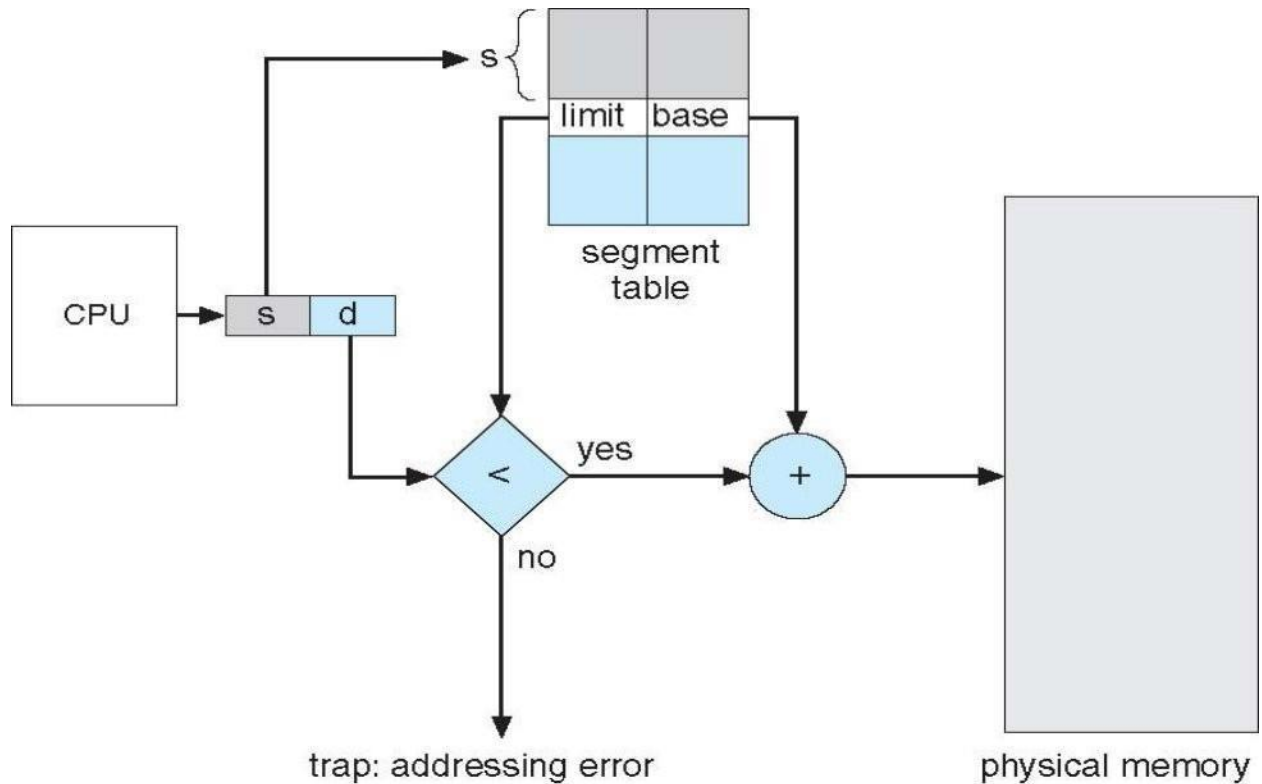 s
limit base
segment
table
CPU
s d
<
yes
+
no
trap: addressing error
physical memory